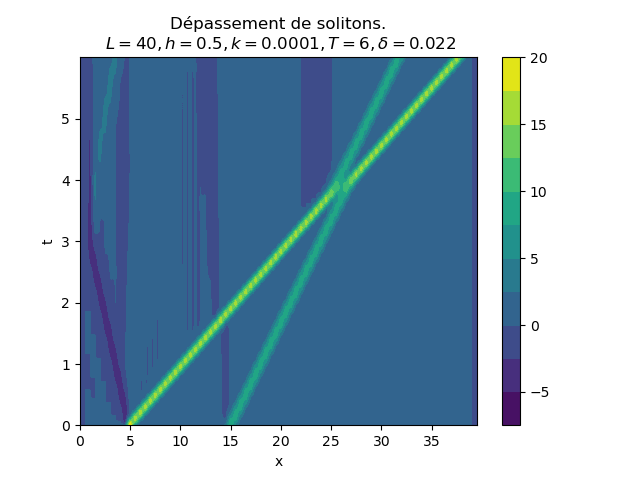 Dépassement de solitons.
L = 40, h = 0.5, k = 0.0001, T = 6, δ = 0.022
20
15
10
5
0
−5
5
4
3
2
1
0
t
0 5 10 15 20 25 30 35
x